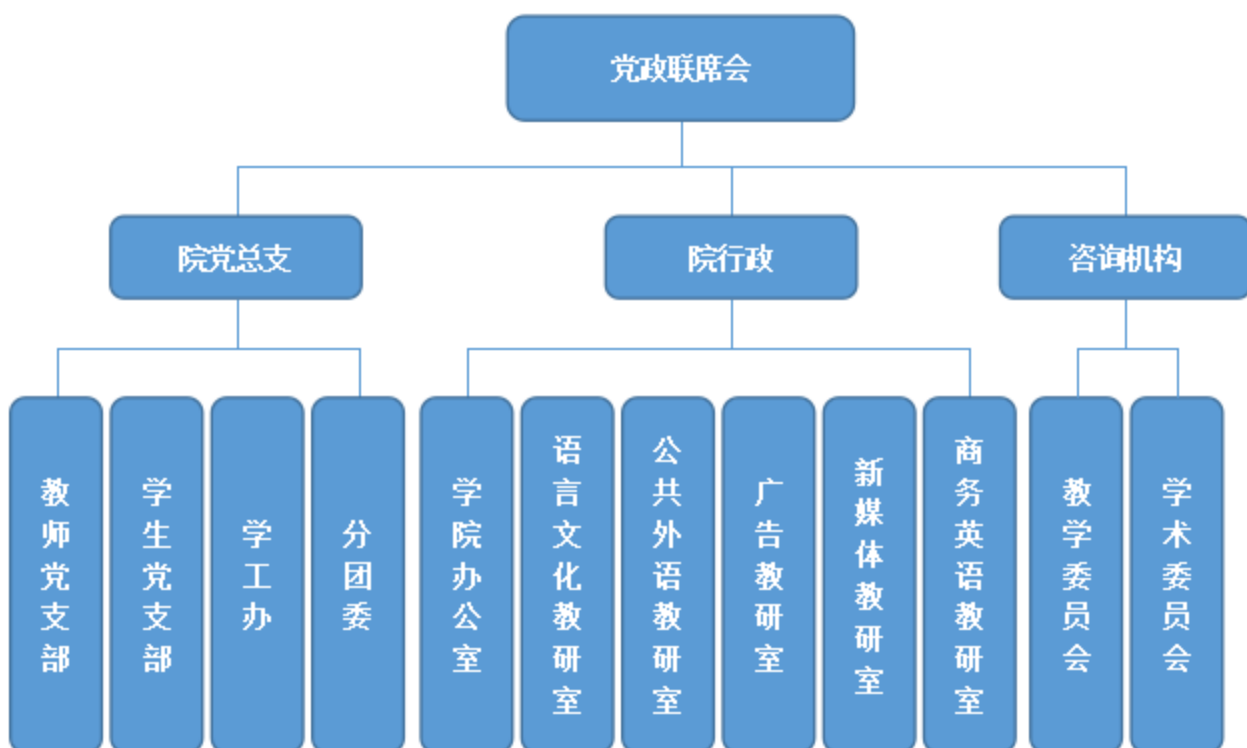 党政联席会
院党总支
院行政
咨询机构
教师党支部
学生党支部
学工办
分团委
学院办公室
语言文化教研室
公共外语教研室
广告教研室
新媒体教研室
商务英语教研室
教学委员会
学术委员会